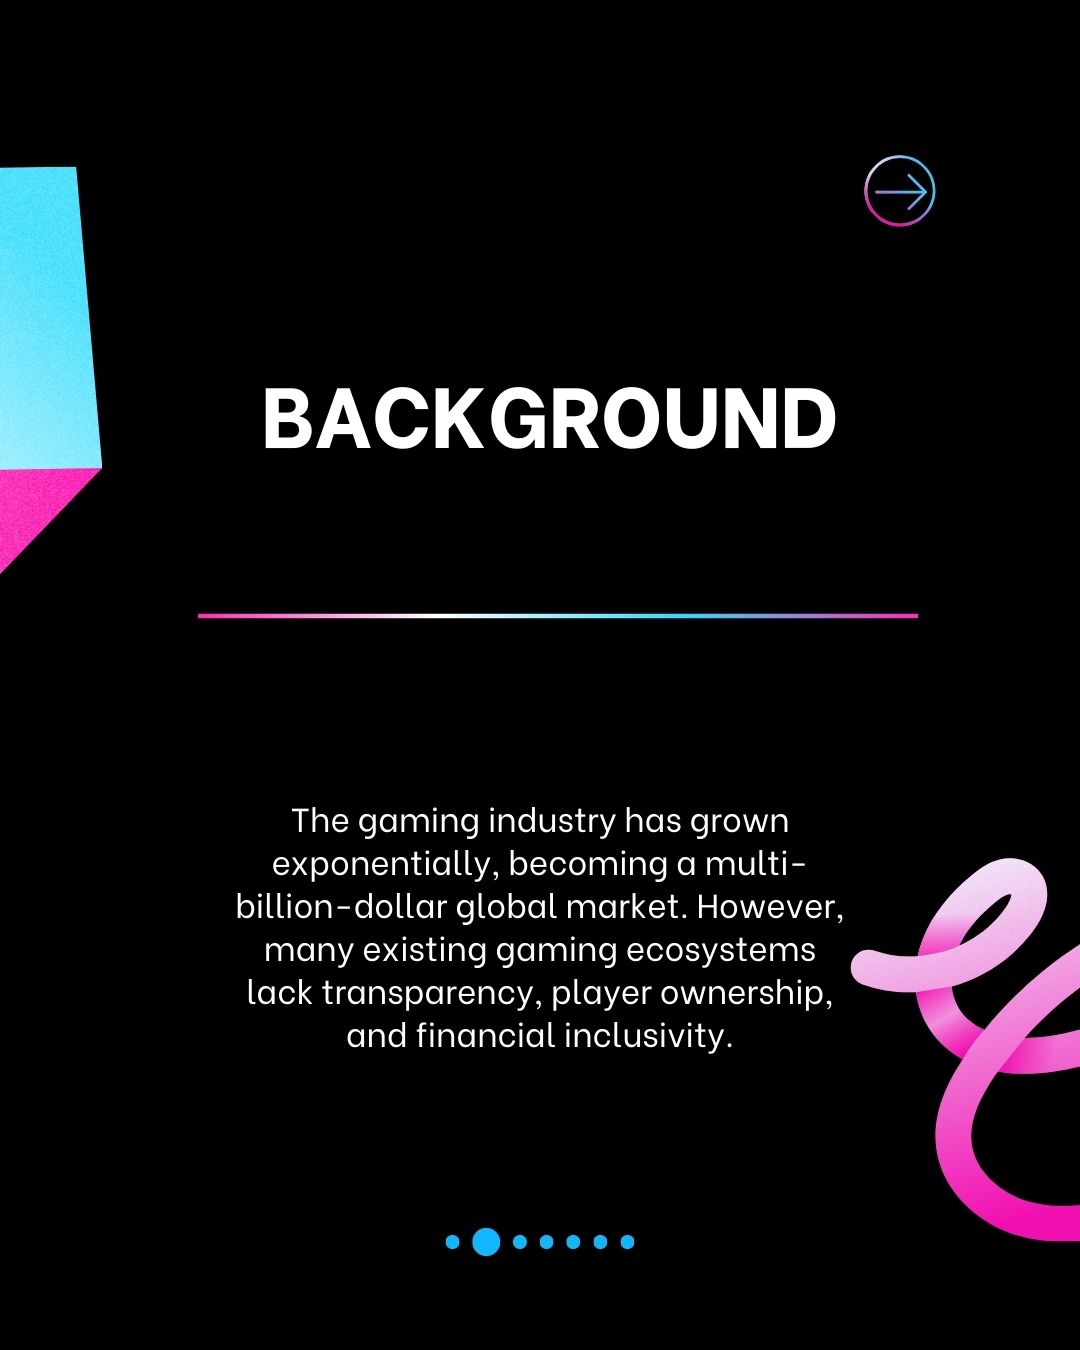 BACKGROUND
The gaming industry has grown
exponentially, becoming a multi-
billion-dollar global market. However,
many existing gaming ecosystems
lack transparency, player ownership,
and financial inclusivity.